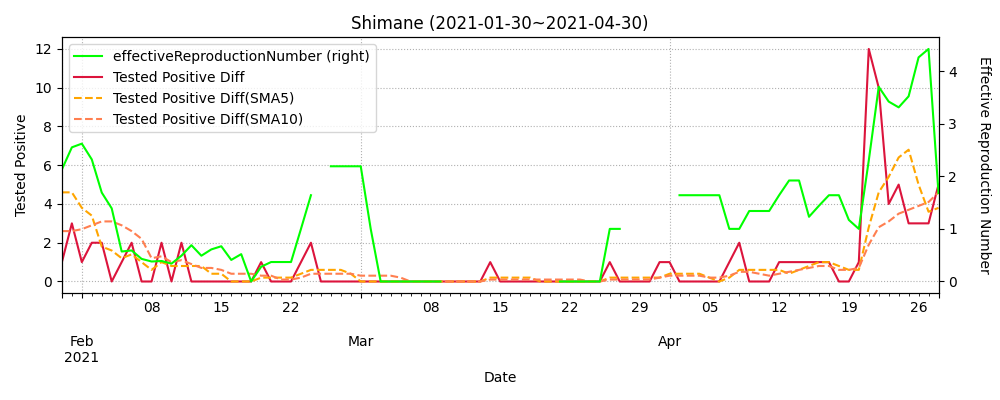 Shimane (2021-01-30~2021-04-30)
effectiveReproductionNumber (right)
Tested Positive Diff
Tested Positive Diff(SMA5)
Tested Positive Diff(SMA10)
Tested Positive
12
10
8
6
4
2
0
Effective Reproduction Number
4
3
2
1
0
08 15 22 08 15 22 29 05 12 19 26
Feb Mar Apr
2021
Date